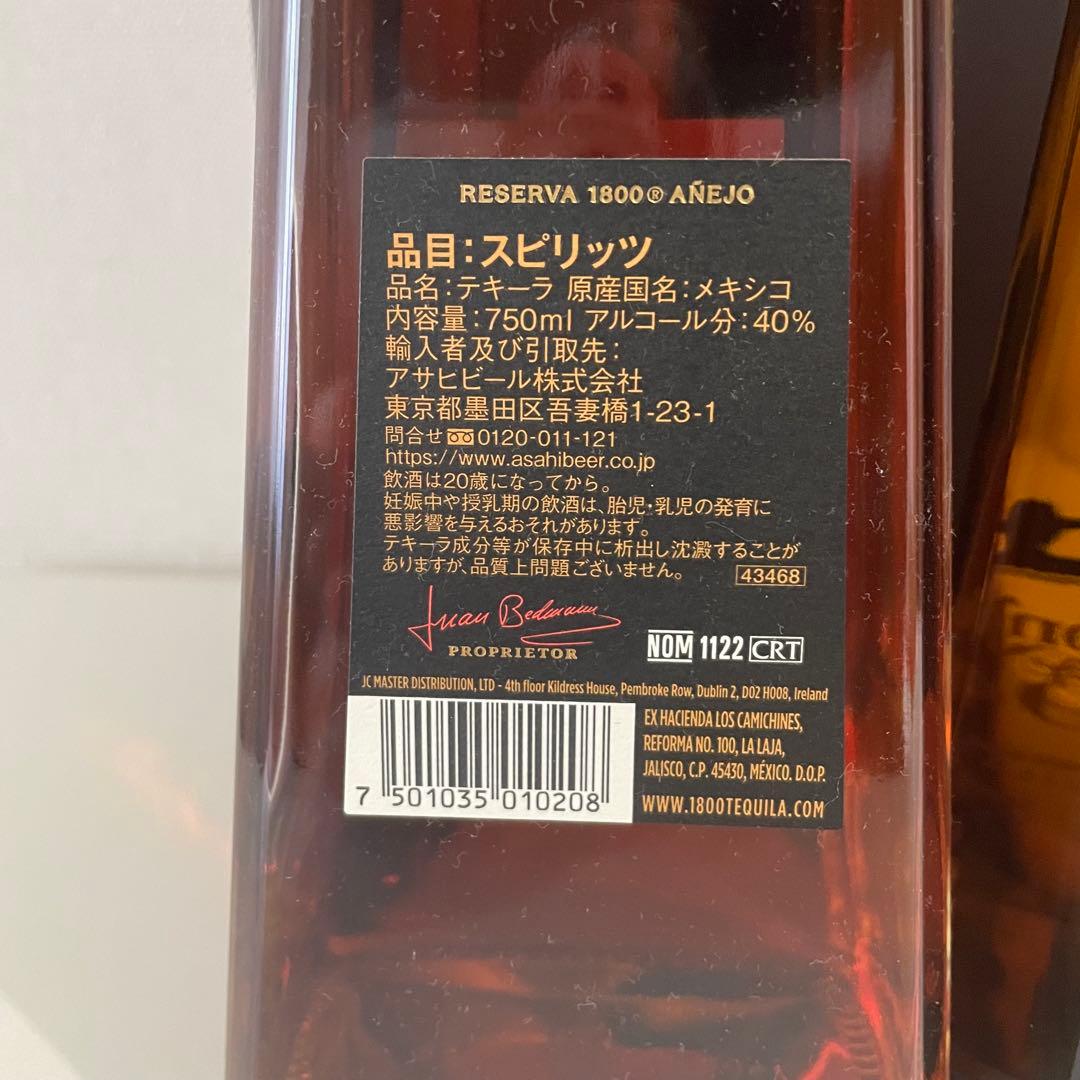 RESERVA 1800® AÑEJO
品目：スピリッツ
品名：テキーラ 原産国名：メキシコ
内容量：750ml アルコール分：40%
輸入者及び引取先：
アサヒビール株式会社
東京都墨田区吾妻橋1-23-1
問合せ 0120-011-121
https://www.asahibeer.co.jp
飲酒は20歳になってから。
妊娠中や授乳期の飲酒は、胎児・乳児の発育に
悪影響を与えるおそれがあります。
テキーラ成分等が保存中に析出し沈澱することが
ありますが、品質上問題ございません。 43468
Juan Beckmann
PROPRIETOR
NOM 1122 CRT
JC MASTER DISTRIBUTION, LTD - 4th floor Kildress House, Pembroke Row, Dublin 2, D02 H008, Ireland
EX HACIENDA LOS CAMICHINES,
REFORMA NO. 100, LA LAJA,
JALISCO, C.P. 45430, MÉXICO. D.O.P.
7 501035 010208
WWW.1800TEQUILA.COM